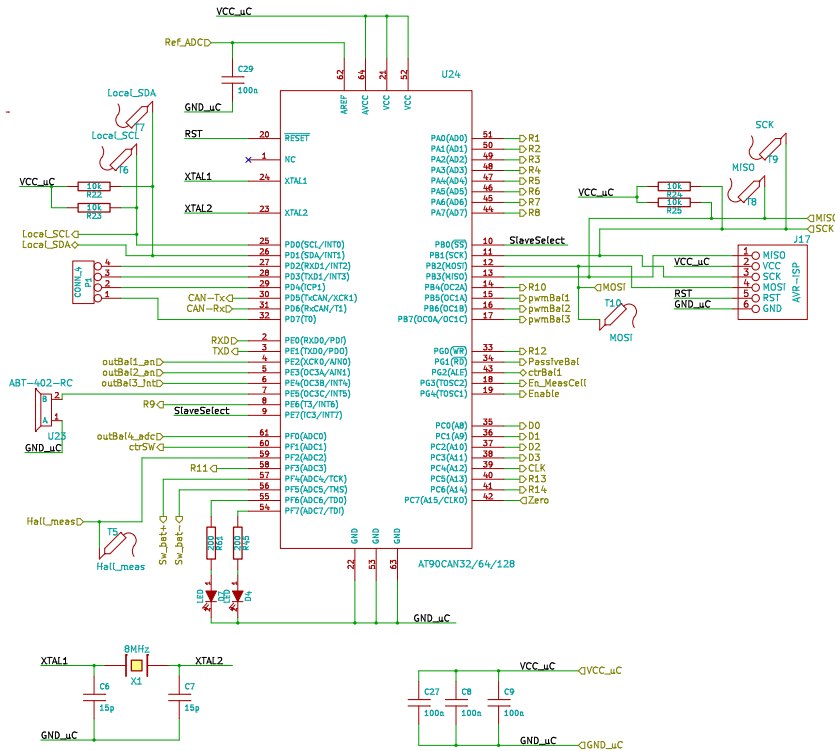 VCC_uC
Ref_ADC
C29
100n
GND_uC
U24
62
64
21
52
AREF
AVCC
VCC
VCC
Local_SDA
T7
Local_SCL
T6
VCC_uC
10k
R22
10k
R23
Local_SCL
Local_SDA
CONN_4
P1
4
3
2
1
RST
XTAL1
XTAL2
20 RESET
1 NC
24 XTAL1
23 XTAL2
25 PD0(SCL/INT0)
26 PD1(SDA/INT1)
27 PD2(RXD1/INT2)
28 PD3(TXD1/INT3)
29 PD4(ICP1)
CAN-Tx 30 PD5(TxCAN/XCK1)
CAN-Rx 31 PD6(RxCAN/T1)
32 PD7(T0)
RXD 2 PE0(RXD0/PDI)
TXD 3 PE1(TXD0/PDO)
outBal1_an 4 PE2(XCK0/AIN0)
outBal2_an 5 PE3(OC3A/AIN1)
outBal3_Int 6 PE4(OC3B/INT4)
7 PE5(OC3C/INT5)
R9 8 PE6(T3/INT6)
SlaveSelect 9 PE7(IC3/INT7)
ABT-402-RC
B 2
A 1
U23
GND_uC
outBal4_adc 61 PF0(ADC0)
ctrSW 60 PF1(ADC1)
59 PF2(ADC2)
R11 58 PF3(ADC3)
57 PF4(ADC4/TCK)
56 PF5(ADC5/TMS)
55 PF6(ADC6/TDO)
54 PF7(ADC7/TDI)
Hall_meas
T5
Hall_meas
Sw_bat+
Sw_bat-
200
R61
200
R45
LED
1
2
LED
D4
1
2
GND
GND
GND
22
53
63
GND_uC
AT90CAN32/64/128
PA0(AD0) 51 R1
PA1(AD1) 50 R2
PA2(AD2) 49 R3
PA3(AD3) 48 R4
PA4(AD4) 47 R5
PA5(AD5) 46 R6
PA6(AD6) 45 R7
PA7(AD7) 44 R8
PB0(SS) 10 SlaveSelect
PB1(SCK) 11
PB2(MOSI) 12
PB3(MISO) 13
PB4(OC2A) 14 R10
PB5(OC1A) 15 pwmBal1
PB6(OC1B) 16 pwmBal2
PB7(OC0A/OC1C) 17 pwmBal3
PG0(WR) 33 R12
PG1(RD) 34 PassiveBal
PG2(ALE) 43 ctrBal1
PG3(TOSC2) 18 En_MeasCell
PG4(TOSC1) 19 Enable
PC0(A8) 35 D0
PC1(A9) 36 D1
PC2(A10) 37 D2
PC3(A11) 38 D3
PC4(A12) 39 CLK
PC5(A13) 40 R13
PC6(A14) 41 R14
PC7(A15/CLKO) 42 Zero
SCK
T9
MISO
T8
VCC_uC
10k
R24
10k
R25
MISO
SCK
J17
1 MISO
VCC_uC 2 VCC
3 SCK
4 MOSI
RST 5 RST
GND_uC 6 GND
AVR-ISP
MOSI
T10
MOSI
XTAL1
8MHz
X1
XTAL2
C6
15p
C7
15p
GND_uC
VCC_uC
VCC_uC
C27
100n
C8
100n
C9
100n
GND_uC
GND_uC